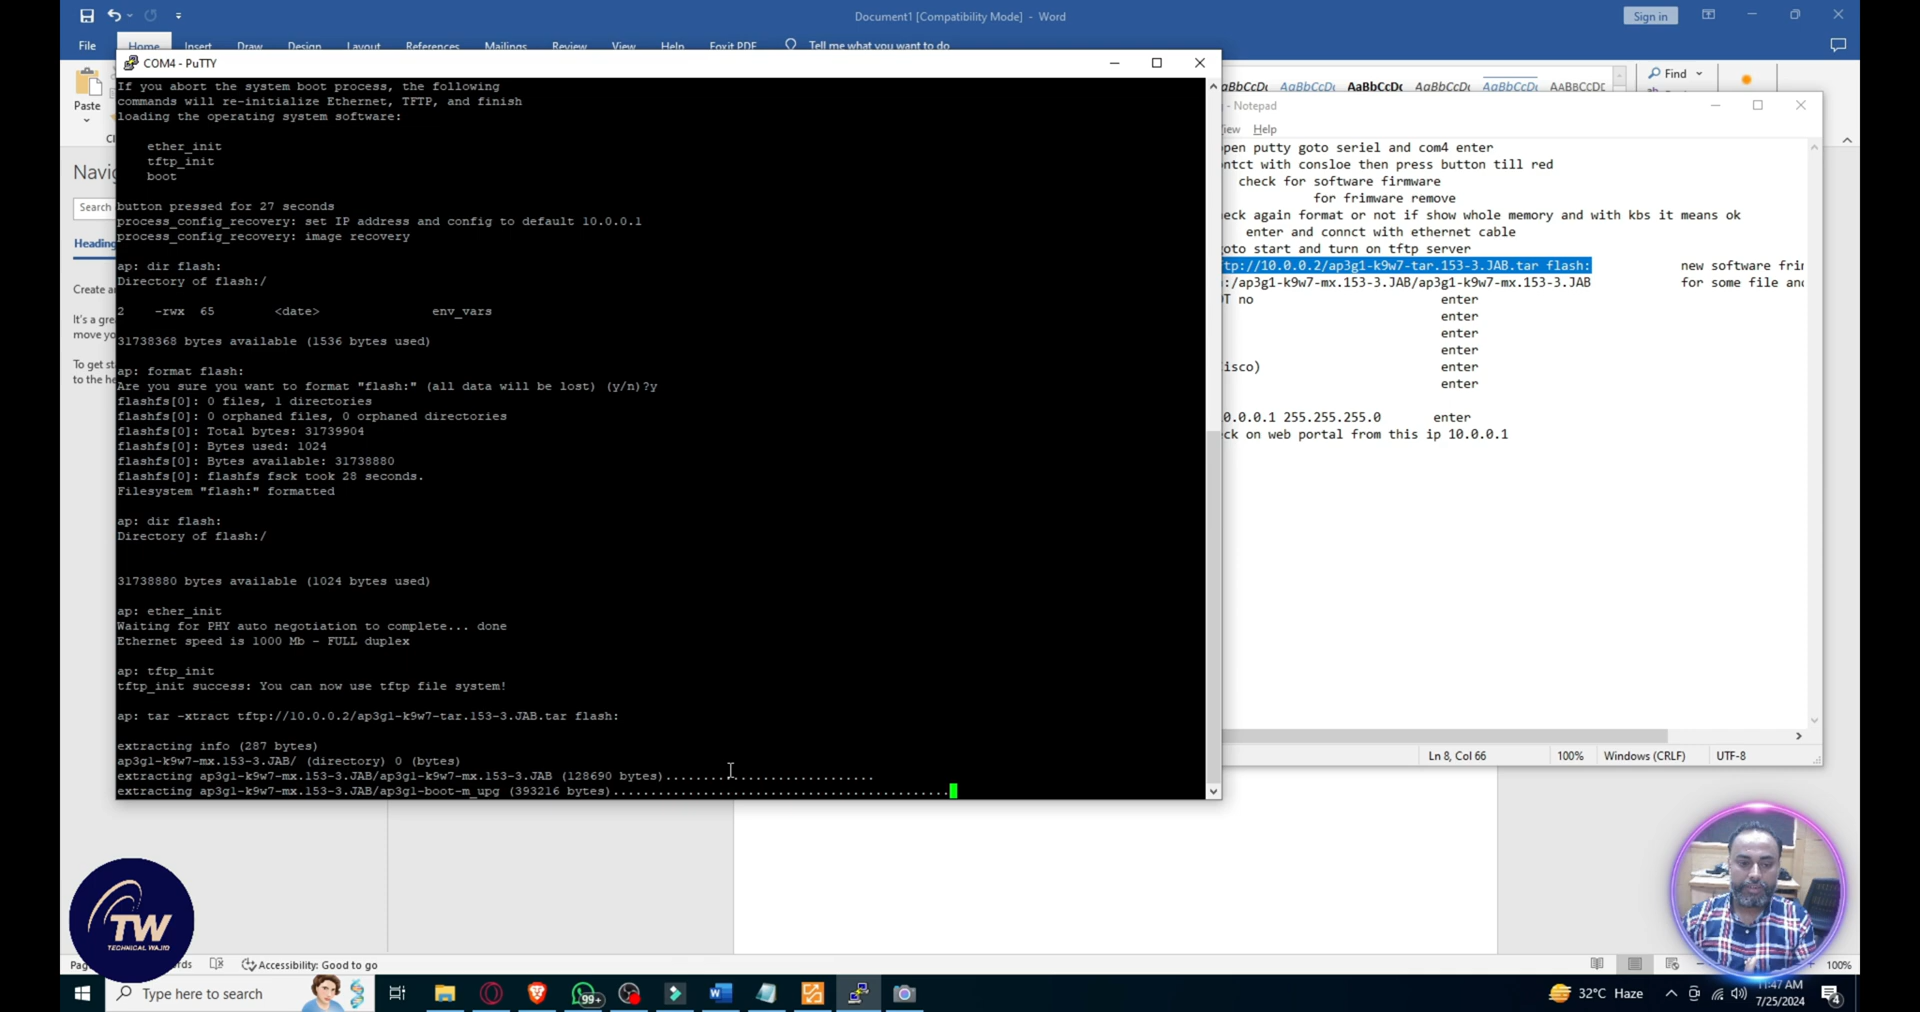 Document1 [Compatibility Mode] - Word
Sign in
File Home Insert Draw Design Layout References Mailings Review View Help Foxit PDF Tell me what you want to do
COM4 - PuTTY
Paste
Find
- Notepad
View Help
Search
If you abort the system boot process, the following
commands will re-initialize Ethernet, TFTP, and finish
loading the operating system software:
ether_init
tftp_init
boot
button pressed for 27 seconds
process_config_recovery: set IP address and config to default 10.0.0.1
process_config_recovery: image recovery
ap: dir flash:
Directory of flash:/
2 -rwx 65 <date> env_vars
31738368 bytes available (1536 bytes used)
ap: format flash:
Are you sure you want to format "flash:" (all data will be lost) (y/n)?y
flashfs[0]: 0 files, 1 directories
flashfs[0]: 0 orphaned files, 0 orphaned directories
flashfs[0]: Total bytes: 31739904
flashfs[0]: Bytes used: 1024
flashfs[0]: Bytes available: 31738880
flashfs[0]: flashfs fsck took 28 seconds.
Filesystem "flash:" formatted
ap: dir flash:
Directory of flash:/
31738880 bytes available (1024 bytes used)
ap: ether_init
Waiting for PHY auto negotiation to complete... done
Ethernet speed is 1000 Mb - FULL duplex
ap: tftp_init
tftp_init success: You can now use tftp file system!
ap: tar -xtract tftp://10.0.0.2/ap3g1-k9w7-tar.153-3.JAB.tar flash:
extracting info (287 bytes)
ap3g1-k9w7-mx.153-3.JAB/ (directory) 0 (bytes)
extracting ap3g1-k9w7-mx.153-3.JAB/ap3g1-k9w7-mx.153-3.JAB (128690 bytes)............................
extracting ap3g1-k9w7-mx.153-3.JAB/ap3g1-boot-m_upg (393216 bytes).............................................
open putty goto seriel and com4 enter
contct with consloe then press button till red
check for software firmware
for frimware remove
check again format or not if show whole memory and with kbs it means ok
enter and connct with ethernet cable
goto start and turn on tftp server
tftp://10.0.0.2/ap3g1-k9w7-tar.153-3.JAB.tar flash: new software
:/ap3g1-k9w7-mx.153-3.JAB/ap3g1-k9w7-mx.153-3.JAB for some file and
no enter
enter
enter
enter
isco) enter
enter
.0.0.1 255.255.255.0 enter
check on web portal from this ip 10.0.0.1
Ln 8, Col 66 100% Windows (CRLF) UTF-8
TW
TECHNICAL WAJID
Accessibility: Good to go
100%
Type here to search
99+
32°C Haze
11:47 AM
7/25/2024
4